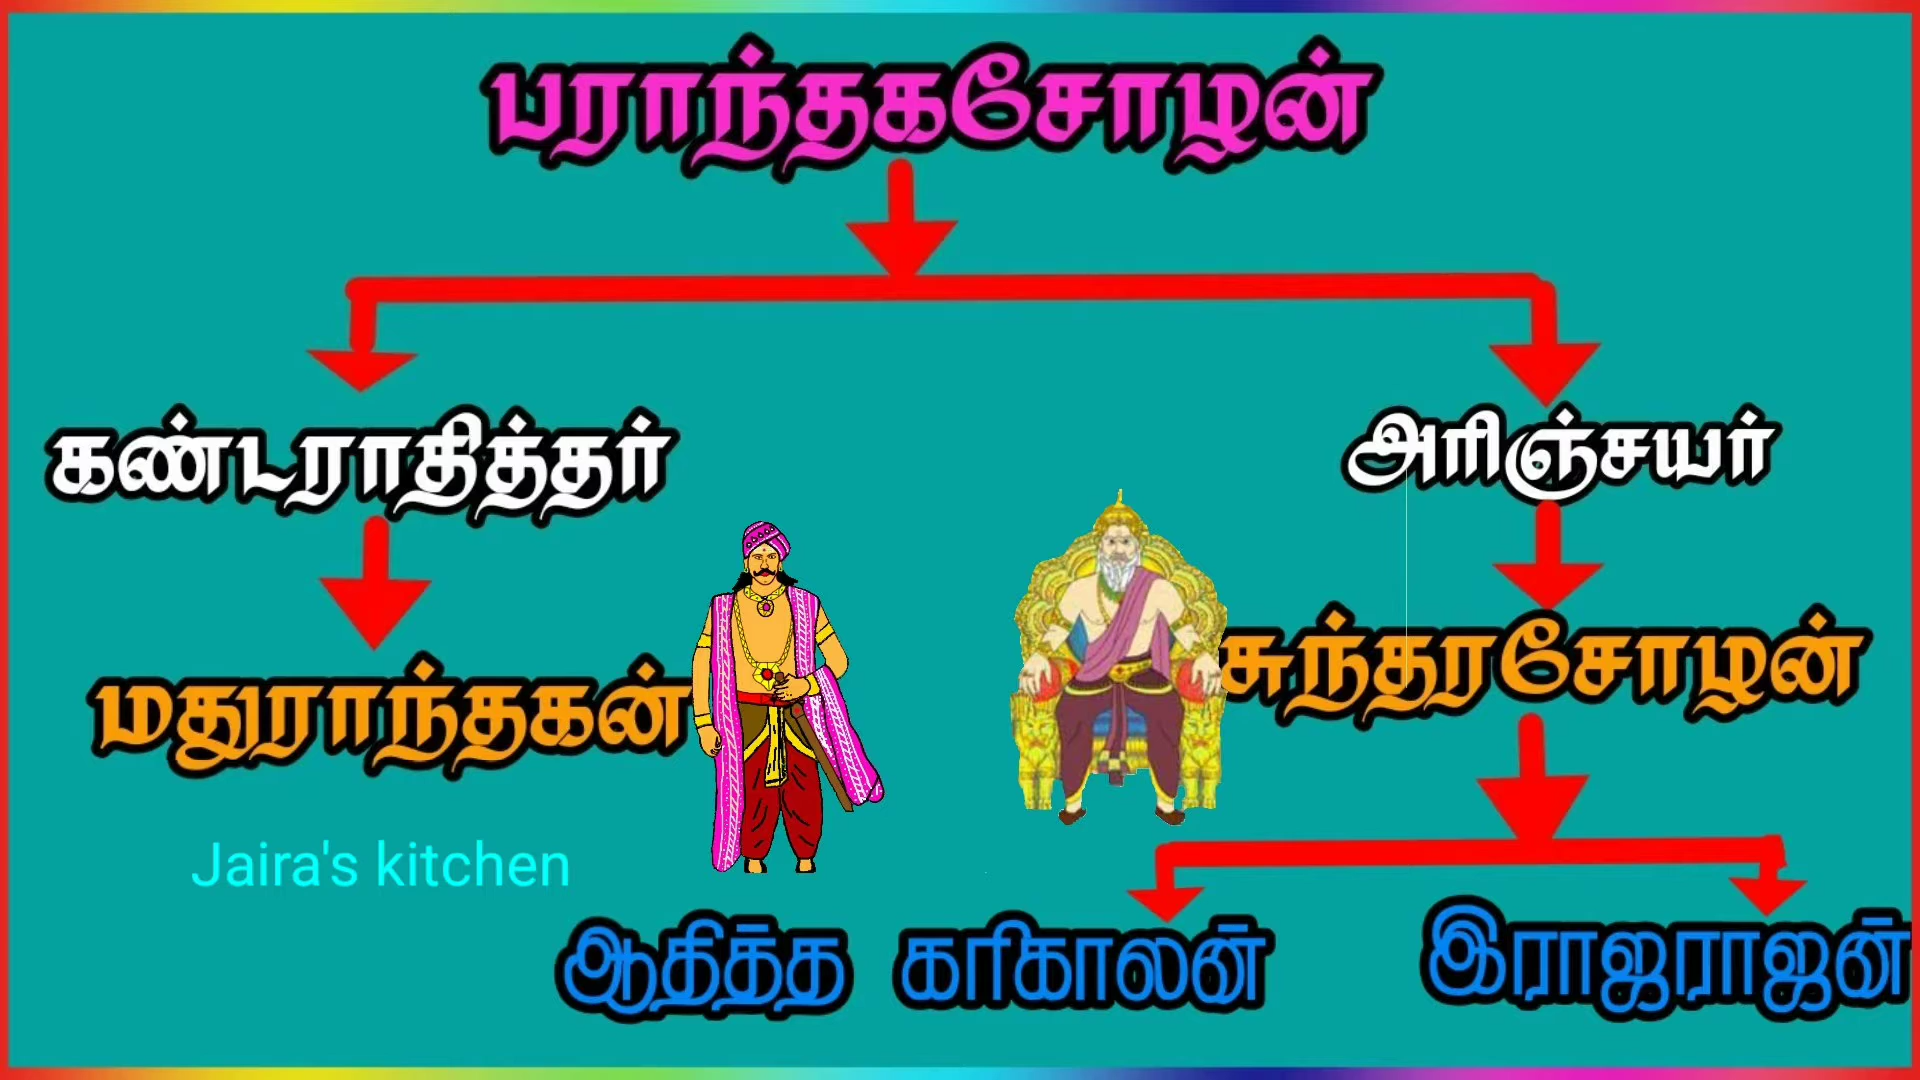 பராந்தகசோழன்
கண்டராதித்தர்
அரிஞ்சயர்
மதுராந்தகன்
சுந்தரசோழன்
Jaira's kitchen
ஆதித்த கரிகாலன்
இராஜராஜன்